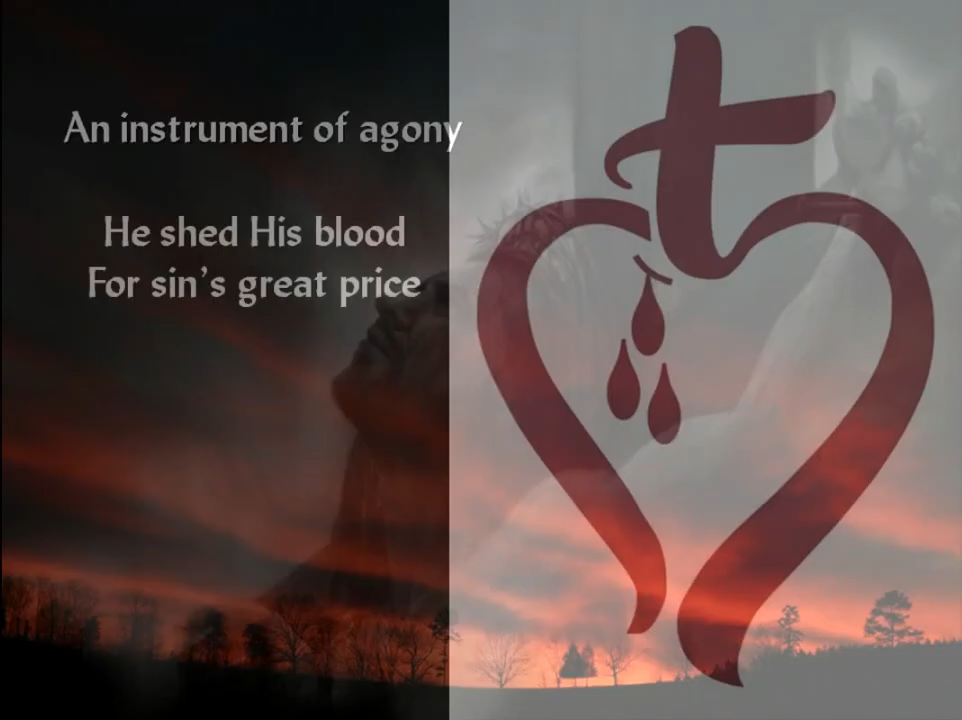 An instrument of agony
He shed His blood
For sin’s great price